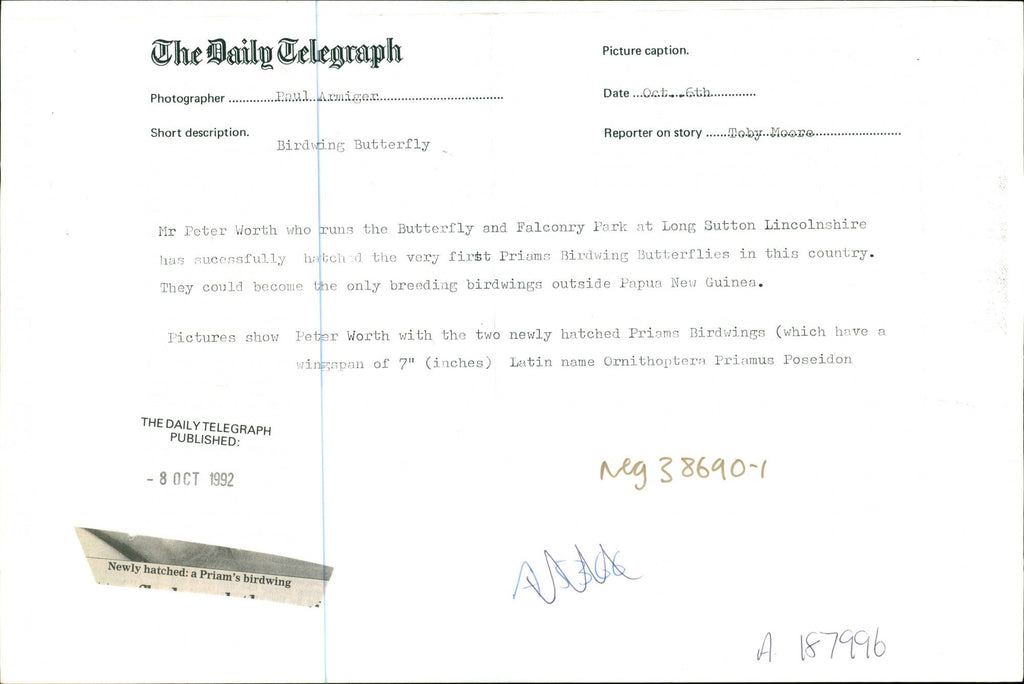 The Daily Telegraph
Picture caption.
Photographer Paul Armiger
Date Oct. 6th
Short description.
Birdwing Butterfly
Reporter on story Toby Moore
Mr Peter Worth who runs the Butterfly and Falconry Park at Long Sutton Lincolnshire
has sucessfully hatched the very first Priams Birdwing Butterflies in this country.
They could become the only breeding birdwings outside Papua New Guinea.
Pictures show Peter Worth with the two newly hatched Priams Birdwings (which have a
wingspan of 7" (inches) Latin name Ornithoptera Priamus Poseidon
THE DAILY TELEGRAPH
PUBLISHED:
- 8 OCT 1992
Neg 38690-1
Newly hatched: a Priam's birdwing
A 187996